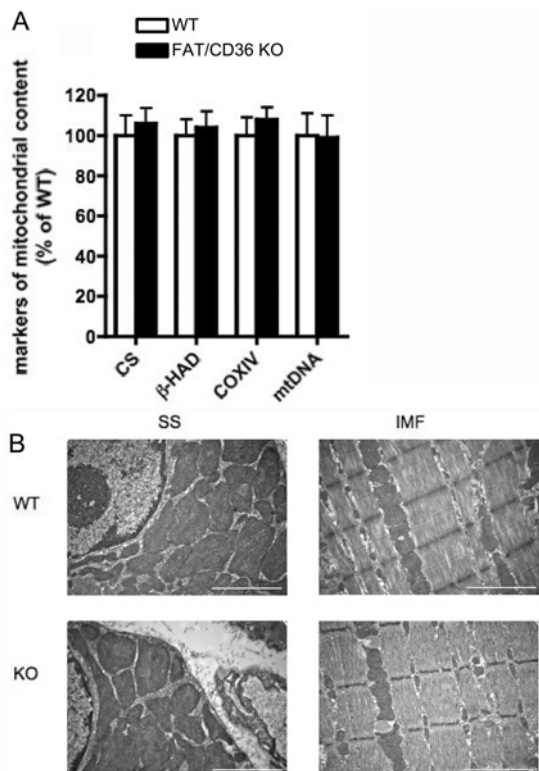 A
WT
FAT/CD36 KO
markers of mitochondrial content
(% of WT)
120
100
80
60
40
20
0
CS
β-HAD
COXIV
mtDNA
B
SS
IMF
WT
KO